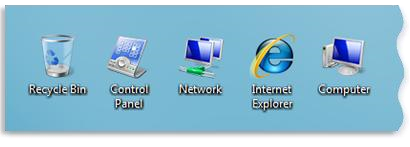 Recycle Bin Control Network Internet Computer
Panel Explorer